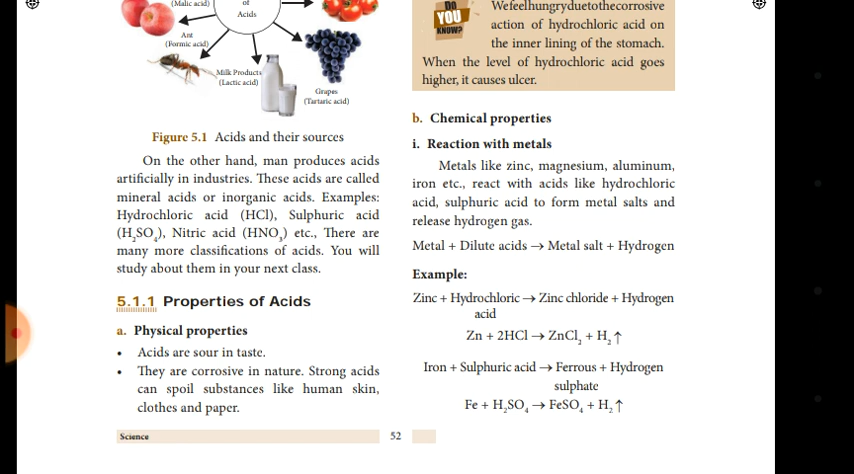 (Malic acid)
of
Acids
Ant
(Formic acid)
Milk Products
(Lactic acid)
Grapes
(Tartaric acid)
Figure 5.1 Acids and their sources
On the other hand, man produces acids
artificially in industries. These acids are called
mineral acids or inorganic acids. Examples:
Hydrochloric acid (HCl), Sulphuric acid
(H₂SO₄), Nitric acid (HNO₃) etc., There are
many more classifications of acids. You will
study about them in your next class.
5.1.1 Properties of Acids
a. Physical properties
• Acids are sour in taste.
• They are corrosive in nature. Strong acids
can spoil substances like human skin,
clothes and paper.
DO
YOU
KNOW?
Wefeelhungryduetothecorrosive
action of hydrochloric acid on
the inner lining of the stomach.
When the level of hydrochloric acid goes
higher, it causes ulcer.
b. Chemical properties
i. Reaction with metals
Metals like zinc, magnesium, aluminum,
iron etc., react with acids like hydrochloric
acid, sulphuric acid to form metal salts and
release hydrogen gas.
Metal + Dilute acids → Metal salt + Hydrogen
Example:
Zinc + Hydrochloric → Zinc chloride + Hydrogen
acid
Zn + 2HCl → ZnCl₂ + H₂↑
Iron + Sulphuric acid → Ferrous + Hydrogen
sulphate
Fe + H₂SO₄ → FeSO₄ + H₂↑
Science
52